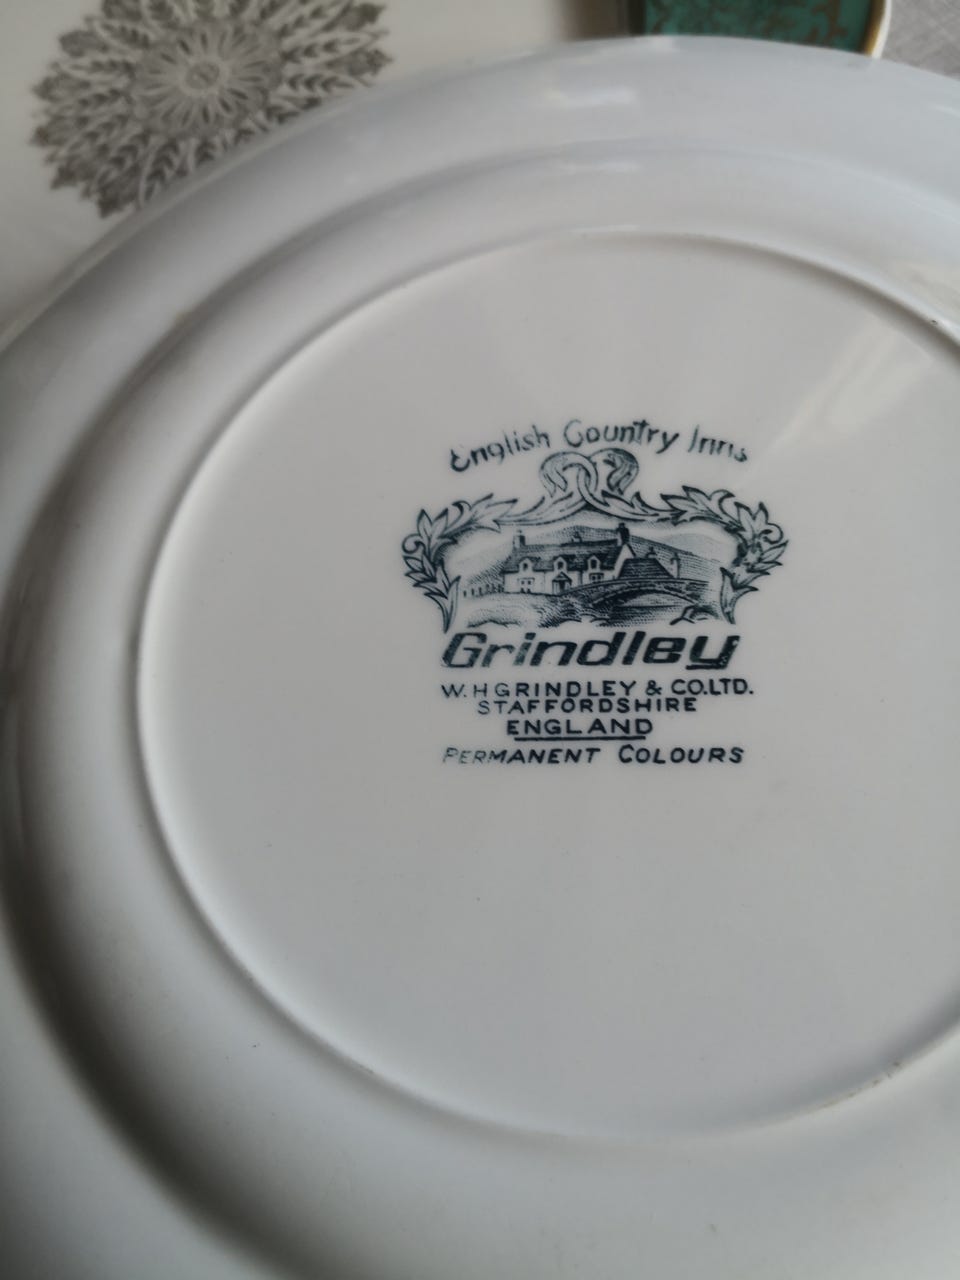 English Country Inns
Grindley
W.H GRINDLEY & CO.LTD.
STAFFORDSHIRE
ENGLAND
PERMANENT COLOURS